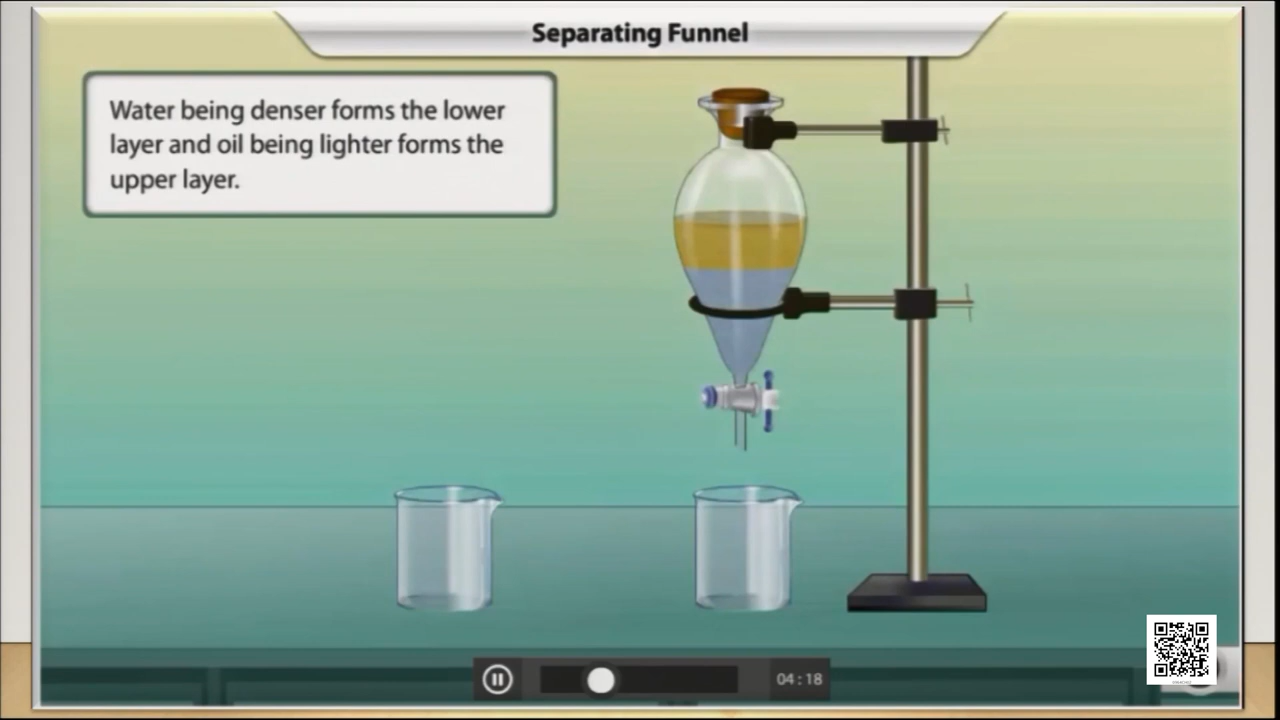 Separating Funnel
Water being denser forms the lower
layer and oil being lighter forms the
upper layer.
04 : 18